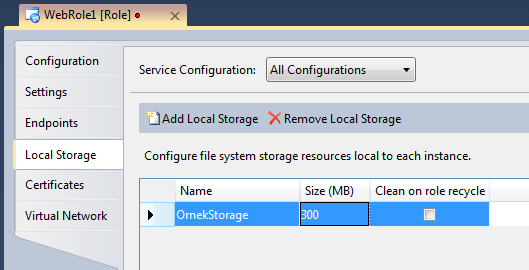 WebRole1 [Role]
Configuration
Settings
Endpoints
Local Storage
Certificates
Virtual Network
Service Configuration: All Configurations
Add Local Storage Remove Local Storage
Configure file system storage resources local to each instance.
Name Size (MB) Clean on role recycle
OrnekStorage 300